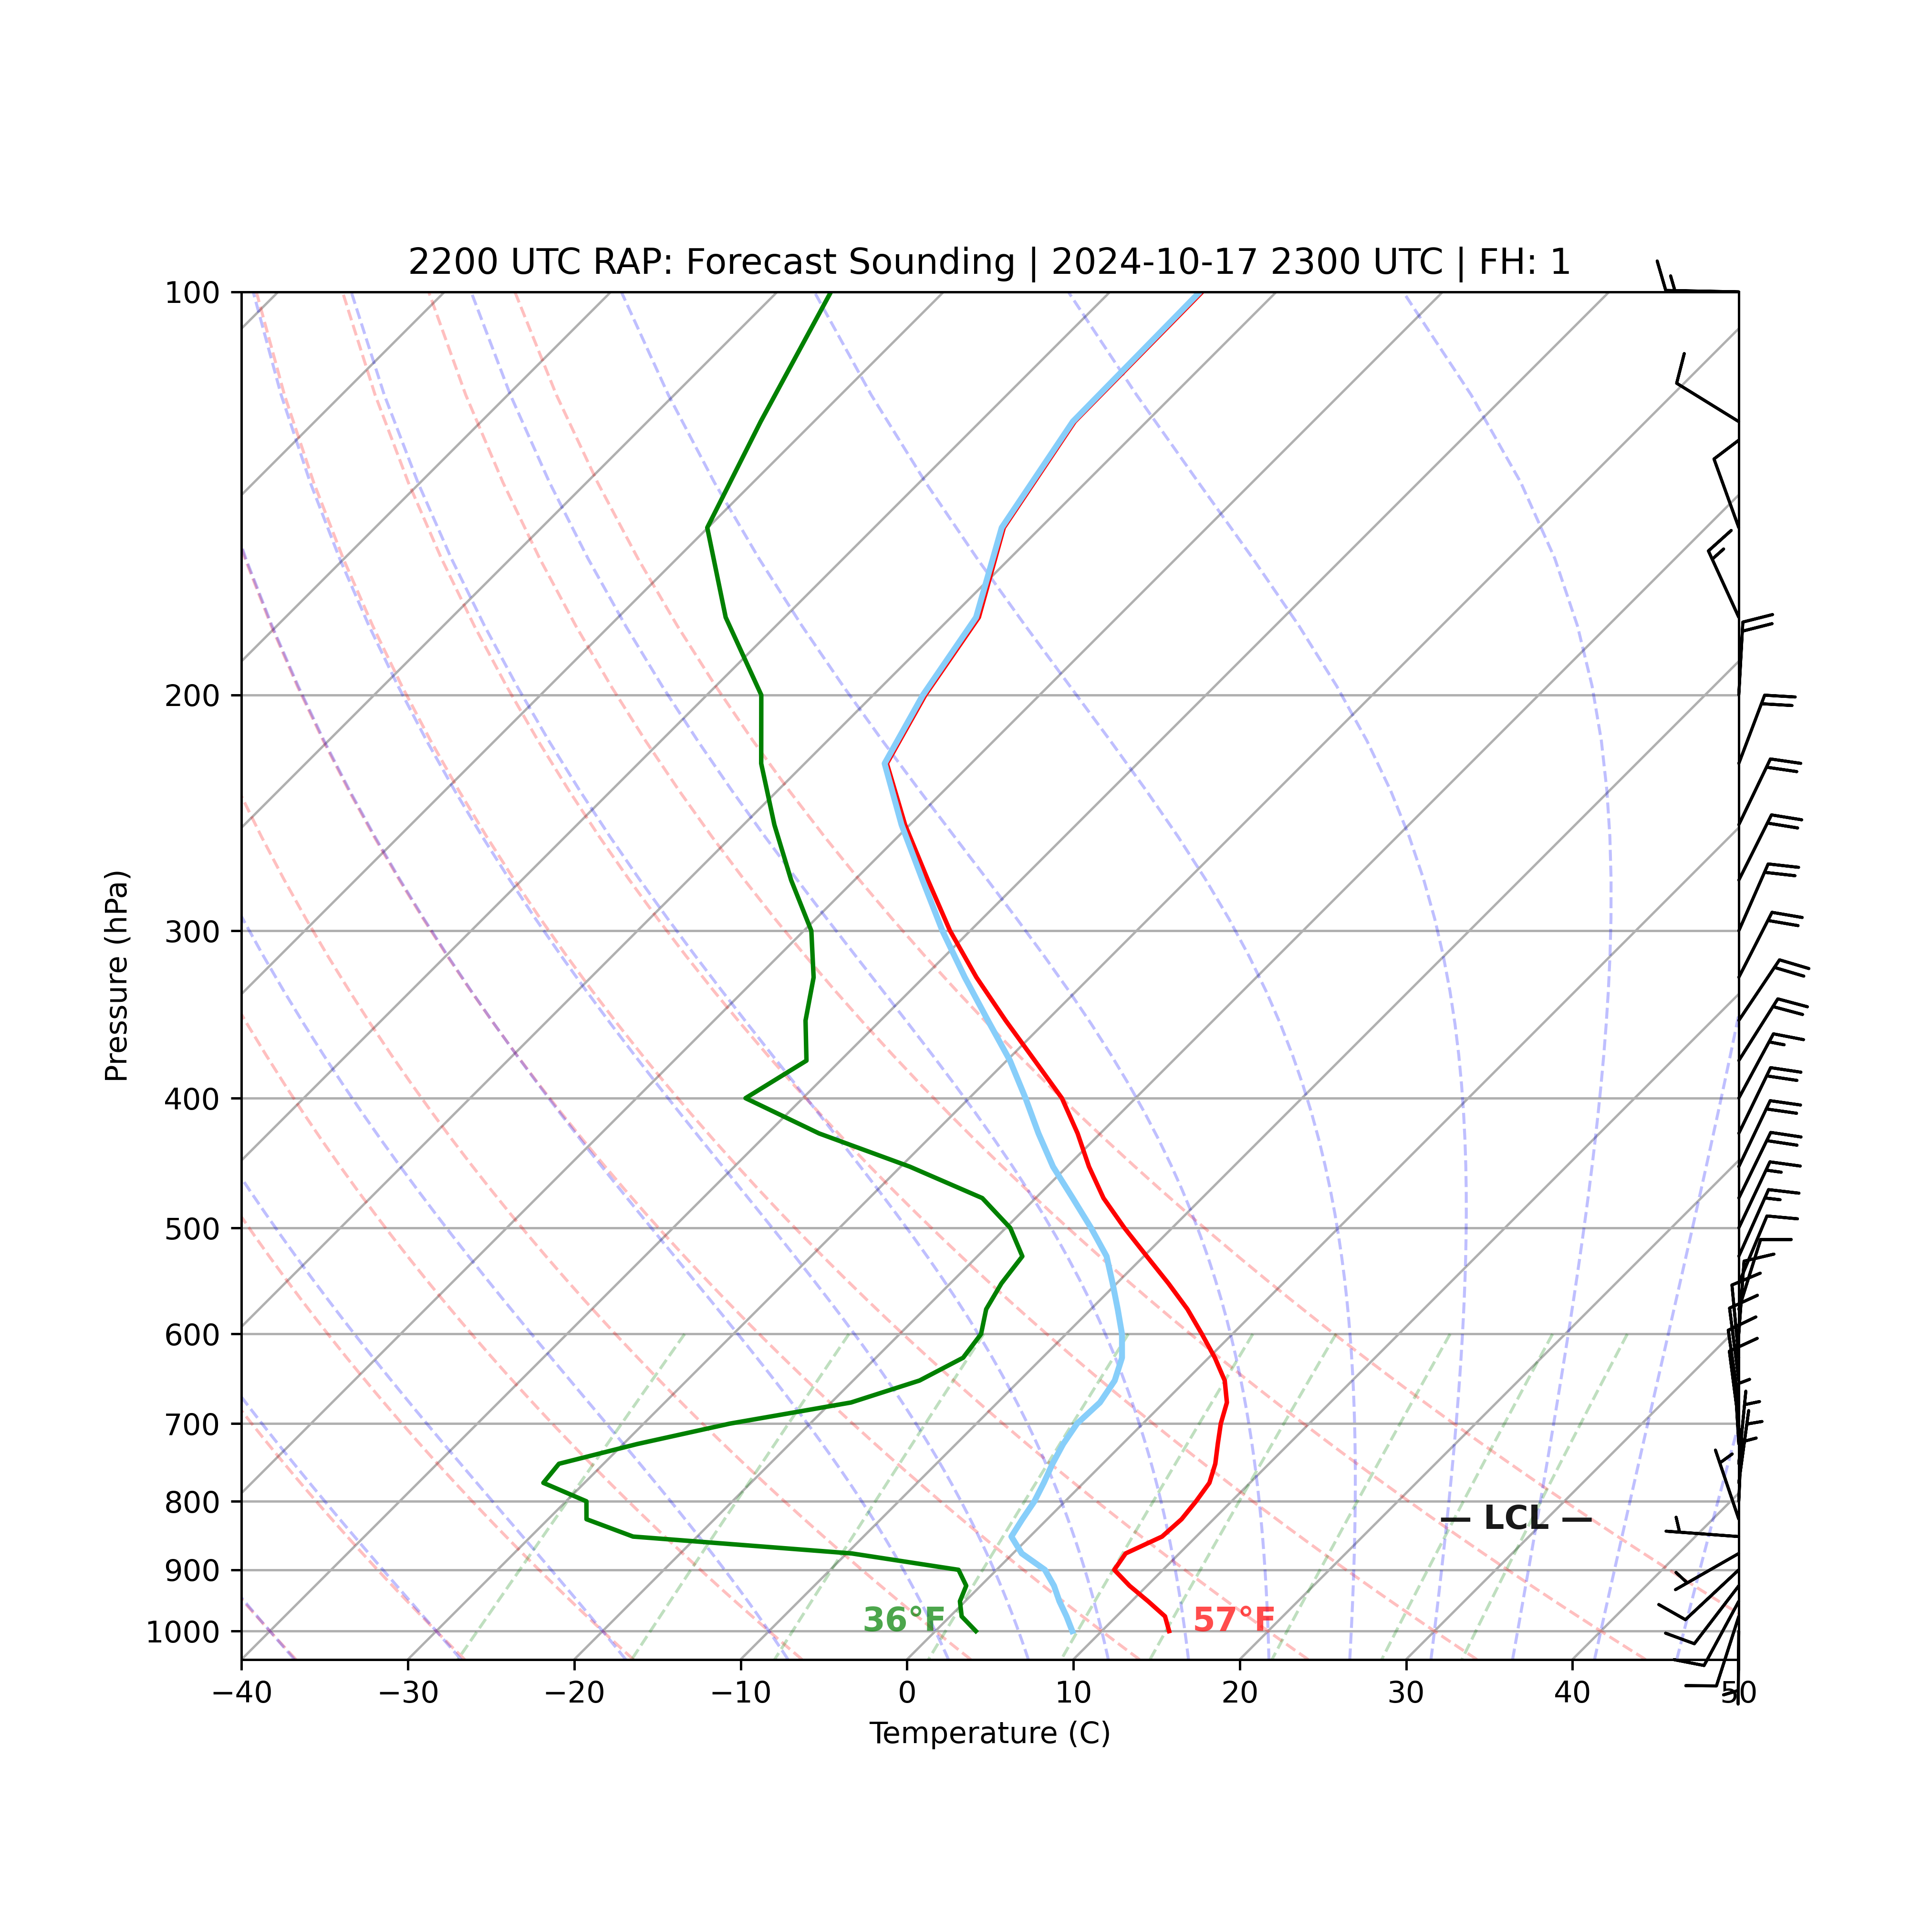 2200 UTC RAP: Forecast Sounding | 2024-10-17 2300 UTC | FH: 1
100
200
300
400
500
600
700
800
900
1000
Pressure (hPa)
— LCL —
36°F
57°F
−40 −30 −20 −10 0 10 20 30 40 50
Temperature (C)